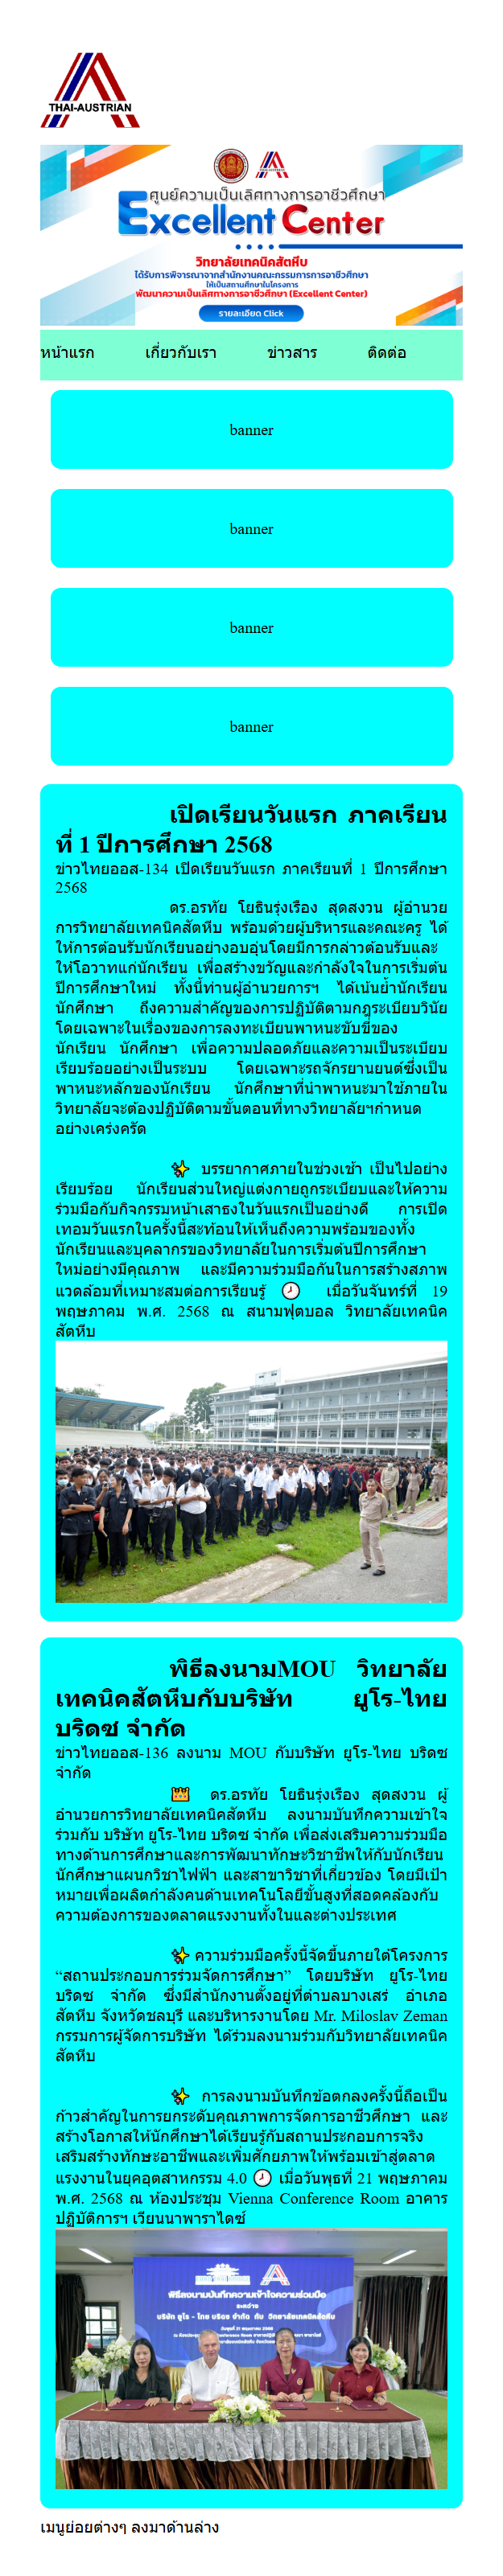 THAI-AUSTRIAN
ศูนย์ความเป็นเลิศทางการอาชีวศึกษา
Excellent Center
วิทยาลัยเทคนิคสัตหีบ
ได้รับการพิจารณาจากสำนักงานคณะกรรมการการอาชีวศึกษา
ให้เป็นสถานศึกษาในโครงการ
พัฒนาความเป็นเลิศทางการอาชีวศึกษา (Excellent Center)
รายละเอียด Click
หน้าแรก เกี่ยวกับเรา ข่าวสาร ติดต่อ
banner
banner
banner
banner
เปิดเรียนวันแรก ภาคเรียน
ที่ 1 ปีการศึกษา 2568
ข่าวไทยออส-134 เปิดเรียนวันแรก ภาคเรียนที่ 1 ปีการศึกษา
2568
ดร.อรทัย โยธินรุ่งเรือง สุดสงวน ผู้อำนวย
การวิทยาลัยเทคนิคสัตหีบ พร้อมด้วยผู้บริหารและคณะครู ได้
ให้การต้อนรับนักเรียนอย่างอบอุ่นโดยมีการกล่าวต้อนรับและ
ให้โอวาทแก่นักเรียน เพื่อสร้างขวัญและกำลังใจในการเริ่มต้น
ปีการศึกษาใหม่ ทั้งนี้ท่านผู้อำนวยการฯ ได้เน้นย้ำนักเรียน
นักศึกษา ถึงความสำคัญของการปฏิบัติตามกฎระเบียบวินัย
โดยเฉพาะในเรื่องของการลงทะเบียนพาหนะขับขี่ของ
นักเรียน นักศึกษา เพื่อความปลอดภัยและความเป็นระเบียบ
เรียบร้อยอย่างเป็นระบบ โดยเฉพาะรถจักรยานยนต์ซึ่งเป็น
พาหนะหลักของนักเรียน นักศึกษาที่นำพาหนะมาใช้ภายใน
วิทยาลัยจะต้องปฏิบัติตามขั้นตอนที่ทางวิทยาลัยฯกำหนด
อย่างเคร่งครัด
✨ บรรยากาศภายในช่วงเช้า เป็นไปอย่าง
เรียบร้อย นักเรียนส่วนใหญ่แต่งกายถูกระเบียบและให้ความ
ร่วมมือกับกิจกรรมหน้าเสาธงในวันแรกเป็นอย่างดี การเปิด
เทอมวันแรกในครั้งนี้สะท้อนให้เห็นถึงความพร้อมของทั้ง
นักเรียนและบุคลากรของวิทยาลัยในการเริ่มต้นปีการศึกษา
ใหม่อย่างมีคุณภาพ และมีความร่วมมือกันในการสร้างสภาพ
แวดล้อมที่เหมาะสมต่อการเรียนรู้ 🕗 เมื่อวันจันทร์ที่ 19
พฤษภาคม พ.ศ. 2568 ณ สนามฟุตบอล วิทยาลัยเทคนิค
สัตหีบ
พิธีลงนามMOU วิทยาลัย
เทคนิคสัตหีบกับบริษัท ยูโร-ไทย
บริดซ จำกัด
ข่าวไทยออส-136 ลงนาม MOU กับบริษัท ยูโร-ไทย บริดซ
จำกัด
👑 ดร.อรทัย โยธินรุ่งเรือง สุดสงวน ผู้
อำนวยการวิทยาลัยเทคนิคสัตหีบ ลงนามบันทึกความเข้าใจ
ร่วมกับ บริษัท ยูโร-ไทย บริดซ จำกัด เพื่อส่งเสริมความร่วมมือ
ทางด้านการศึกษาและการพัฒนาทักษะวิชาชีพให้กับนักเรียน
นักศึกษาแผนกวิชาไฟฟ้า และสาขาวิชาที่เกี่ยวข้อง โดยมีเป้า
หมายเพื่อผลิตกำลังคนด้านเทคโนโลยีขั้นสูงที่สอดคล้องกับ
ความต้องการของตลาดแรงงานทั้งในและต่างประเทศ
✨ ความร่วมมือครั้งนี้จัดขึ้นภายใต้โครงการ
“สถานประกอบการร่วมจัดการศึกษา” โดยบริษัท ยูโร-ไทย
บริดซ จำกัด ซึ่งมีสำนักงานตั้งอยู่ที่ตำบลบางเสร่ อำเภอ
สัตหีบ จังหวัดชลบุรี และบริหารงานโดย Mr. Miloslav Zeman
กรรมการผู้จัดการบริษัท ได้ร่วมลงนามร่วมกับวิทยาลัยเทคนิค
สัตหีบ
✨ การลงนามบันทึกข้อตกลงครั้งนี้ถือเป็น
ก้าวสำคัญในการยกระดับคุณภาพการจัดการอาชีวศึกษา และ
สร้างโอกาสให้นักศึกษาได้เรียนรู้กับสถานประกอบการจริง
เสริมสร้างทักษะอาชีพและเพิ่มศักยภาพให้พร้อมเข้าสู่ตลาด
แรงงานในยุคอุตสาหกรรม 4.0 🕗 เมื่อวันพุธที่ 21 พฤษภาคม
พ.ศ. 2568 ณ ห้องประชุม Vienna Conference Room อาคาร
ปฏิบัติการฯ เวียนนาพาราไดซ์
พิธีลงนามบันทึกความเข้าใจความร่วมมือ
ระหว่าง
บริษัท ยูโร - ไทย บริดซ จำกัด กับ วิทยาลัยเทคนิคสัตหีบ
เมนูย่อยต่างๆ ลงมาด้านล่าง